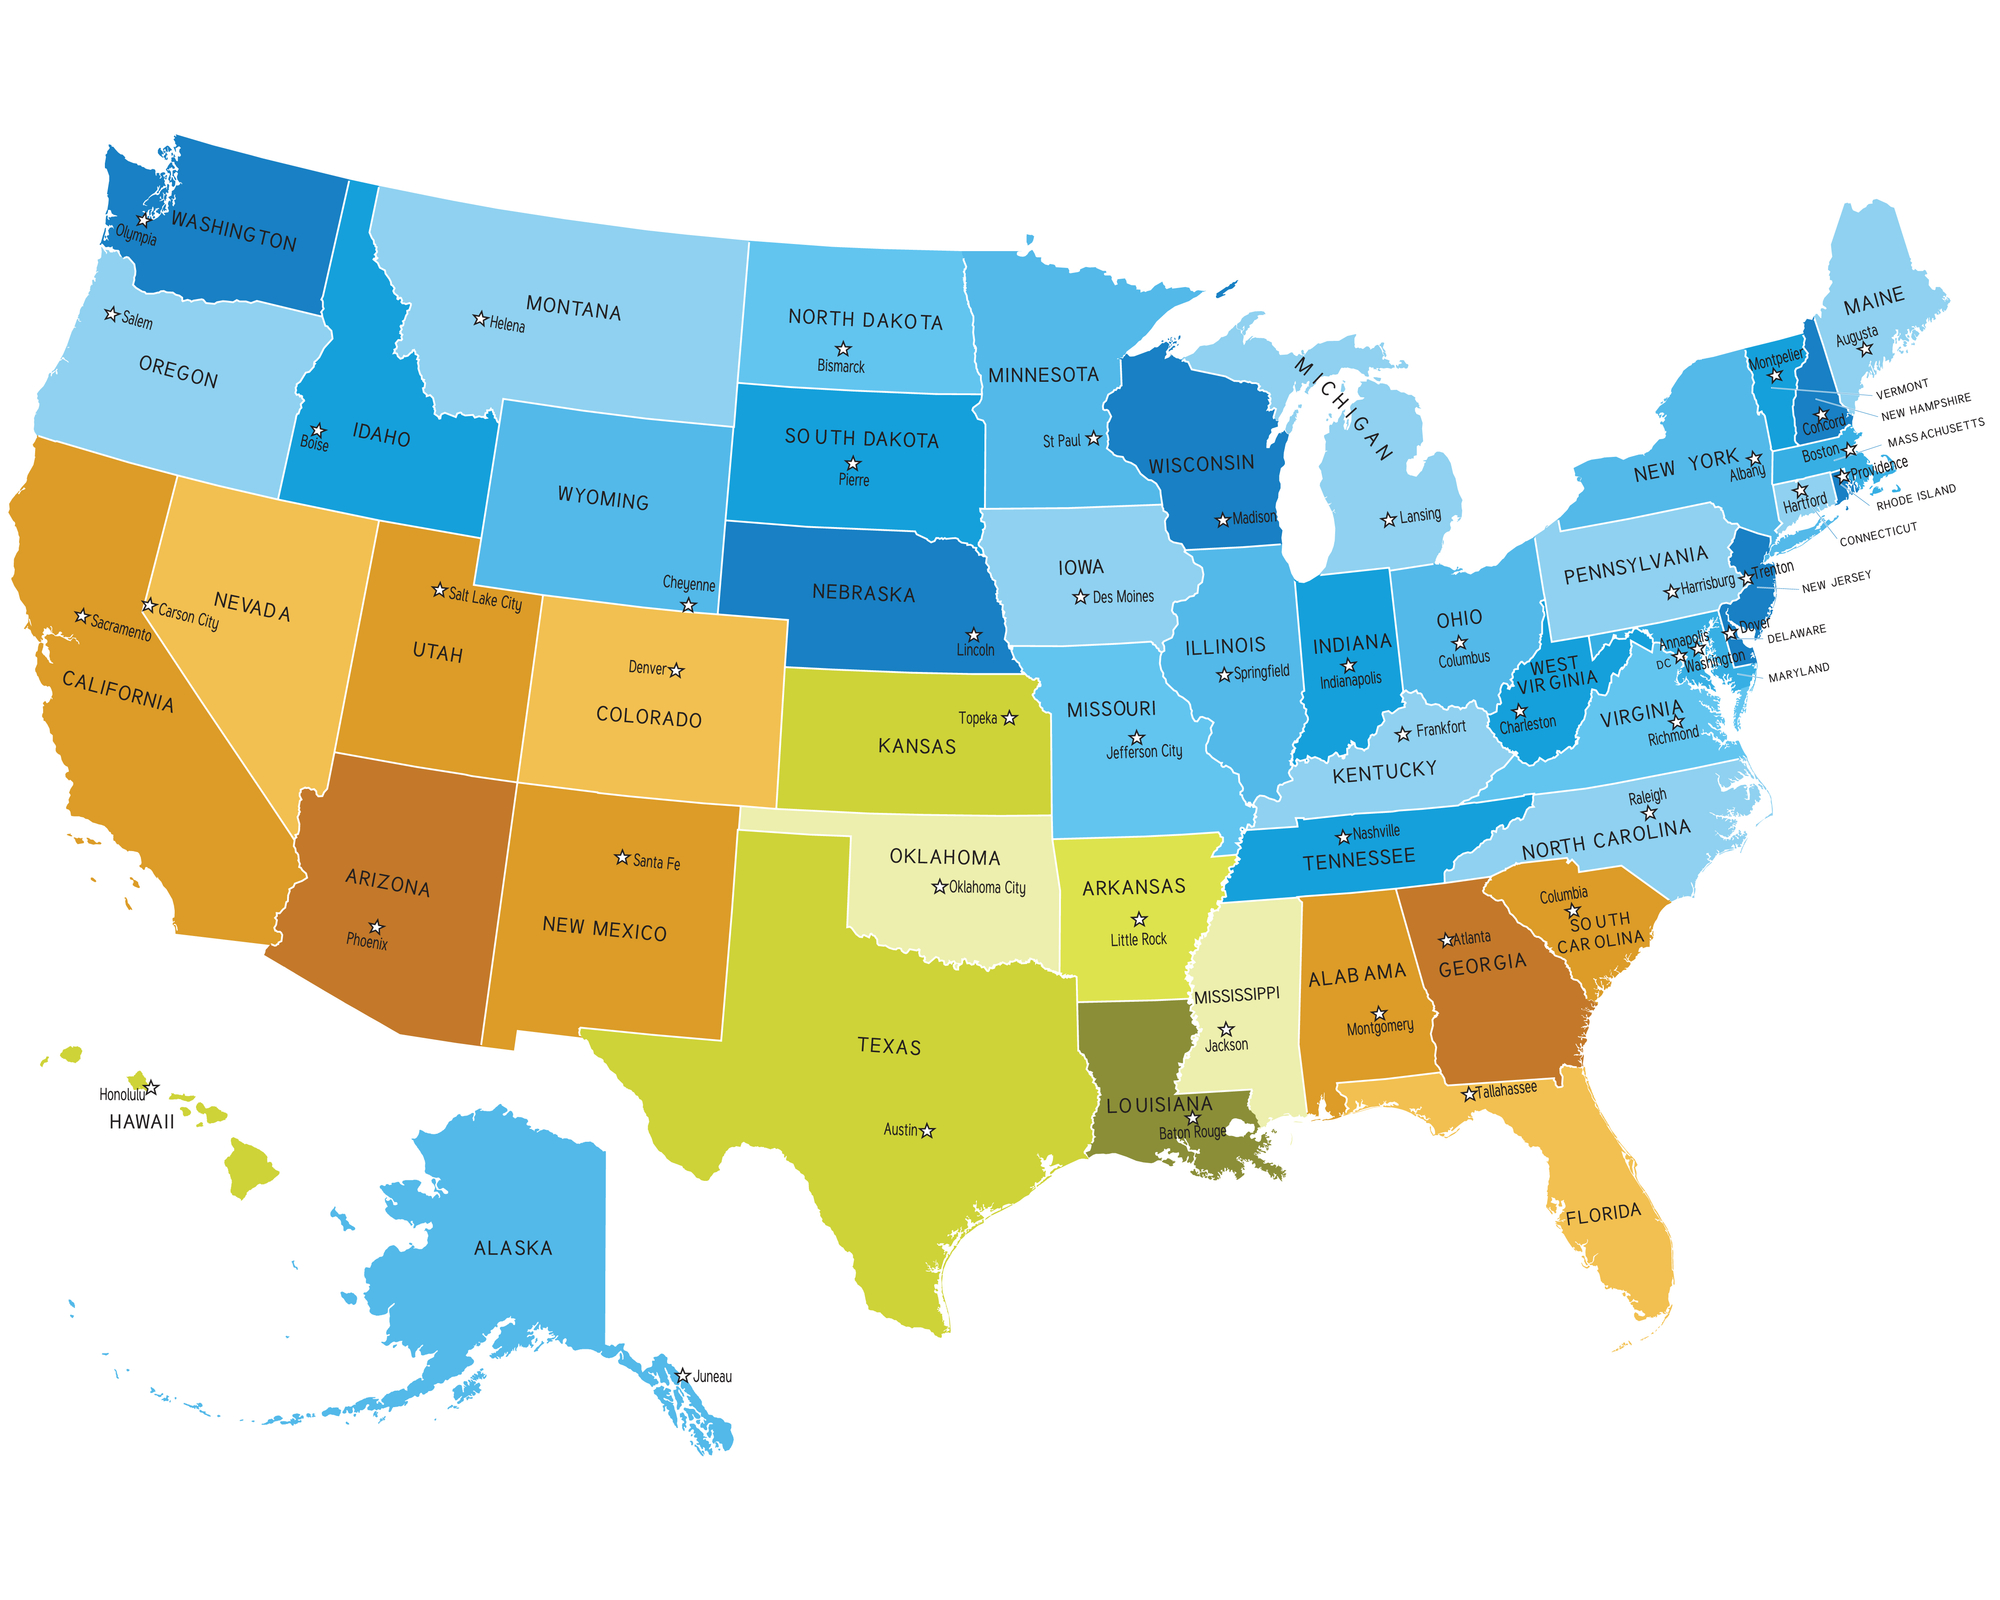 WASHINGTON
Olympia
MONTANA
Helena
NORTH DAKOTA
Bismarck
MINNESOTA
St Paul
MICHIGAN
Lansing
MAINE
Augusta
Montpelier
VERMONT
NEW HAMPSHIRE
Concord
MASSACHUSETTS
Boston
Providence
RHODE ISLAND
Hartford
CONNECTICUT
NEW YORK
Albany
Salem
OREGON
IDAHO
Boise
WYOMING
Cheyenne
SOUTH DAKOTA
Pierre
WISCONSIN
Madison
IOWA
Des Moines
NEBRASKA
Lincoln
ILLINOIS
Springfield
INDIANA
Indianapolis
OHIO
Columbus
PENNSYLVANIA
Harrisburg
Trenton
NEW JERSEY
Dover
DELAWARE
Annapolis
DC
Washington
MARYLAND
WEST
VIRGINIA
Charleston
VIRGINIA
Richmond
NEVADA
Carson City
Sacramento
CALIFORNIA
Salt Lake City
UTAH
Denver
COLORADO
Topeka
KANSAS
MISSOURI
Jefferson City
Frankfort
KENTUCKY
Nashville
TENNESSEE
Raleigh
NORTH CAROLINA
Columbia
SOUTH
CAROLINA
ARIZONA
Phoenix
Santa Fe
NEW MEXICO
OKLAHOMA
Oklahoma City
ARKANSAS
Little Rock
MISSISSIPPI
Jackson
ALABAMA
Montgomery
Atlanta
GEORGIA
TEXAS
Austin
LOUISIANA
Baton Rouge
Tallahassee
FLORIDA
Honolulu
HAWAII
ALASKA
Juneau